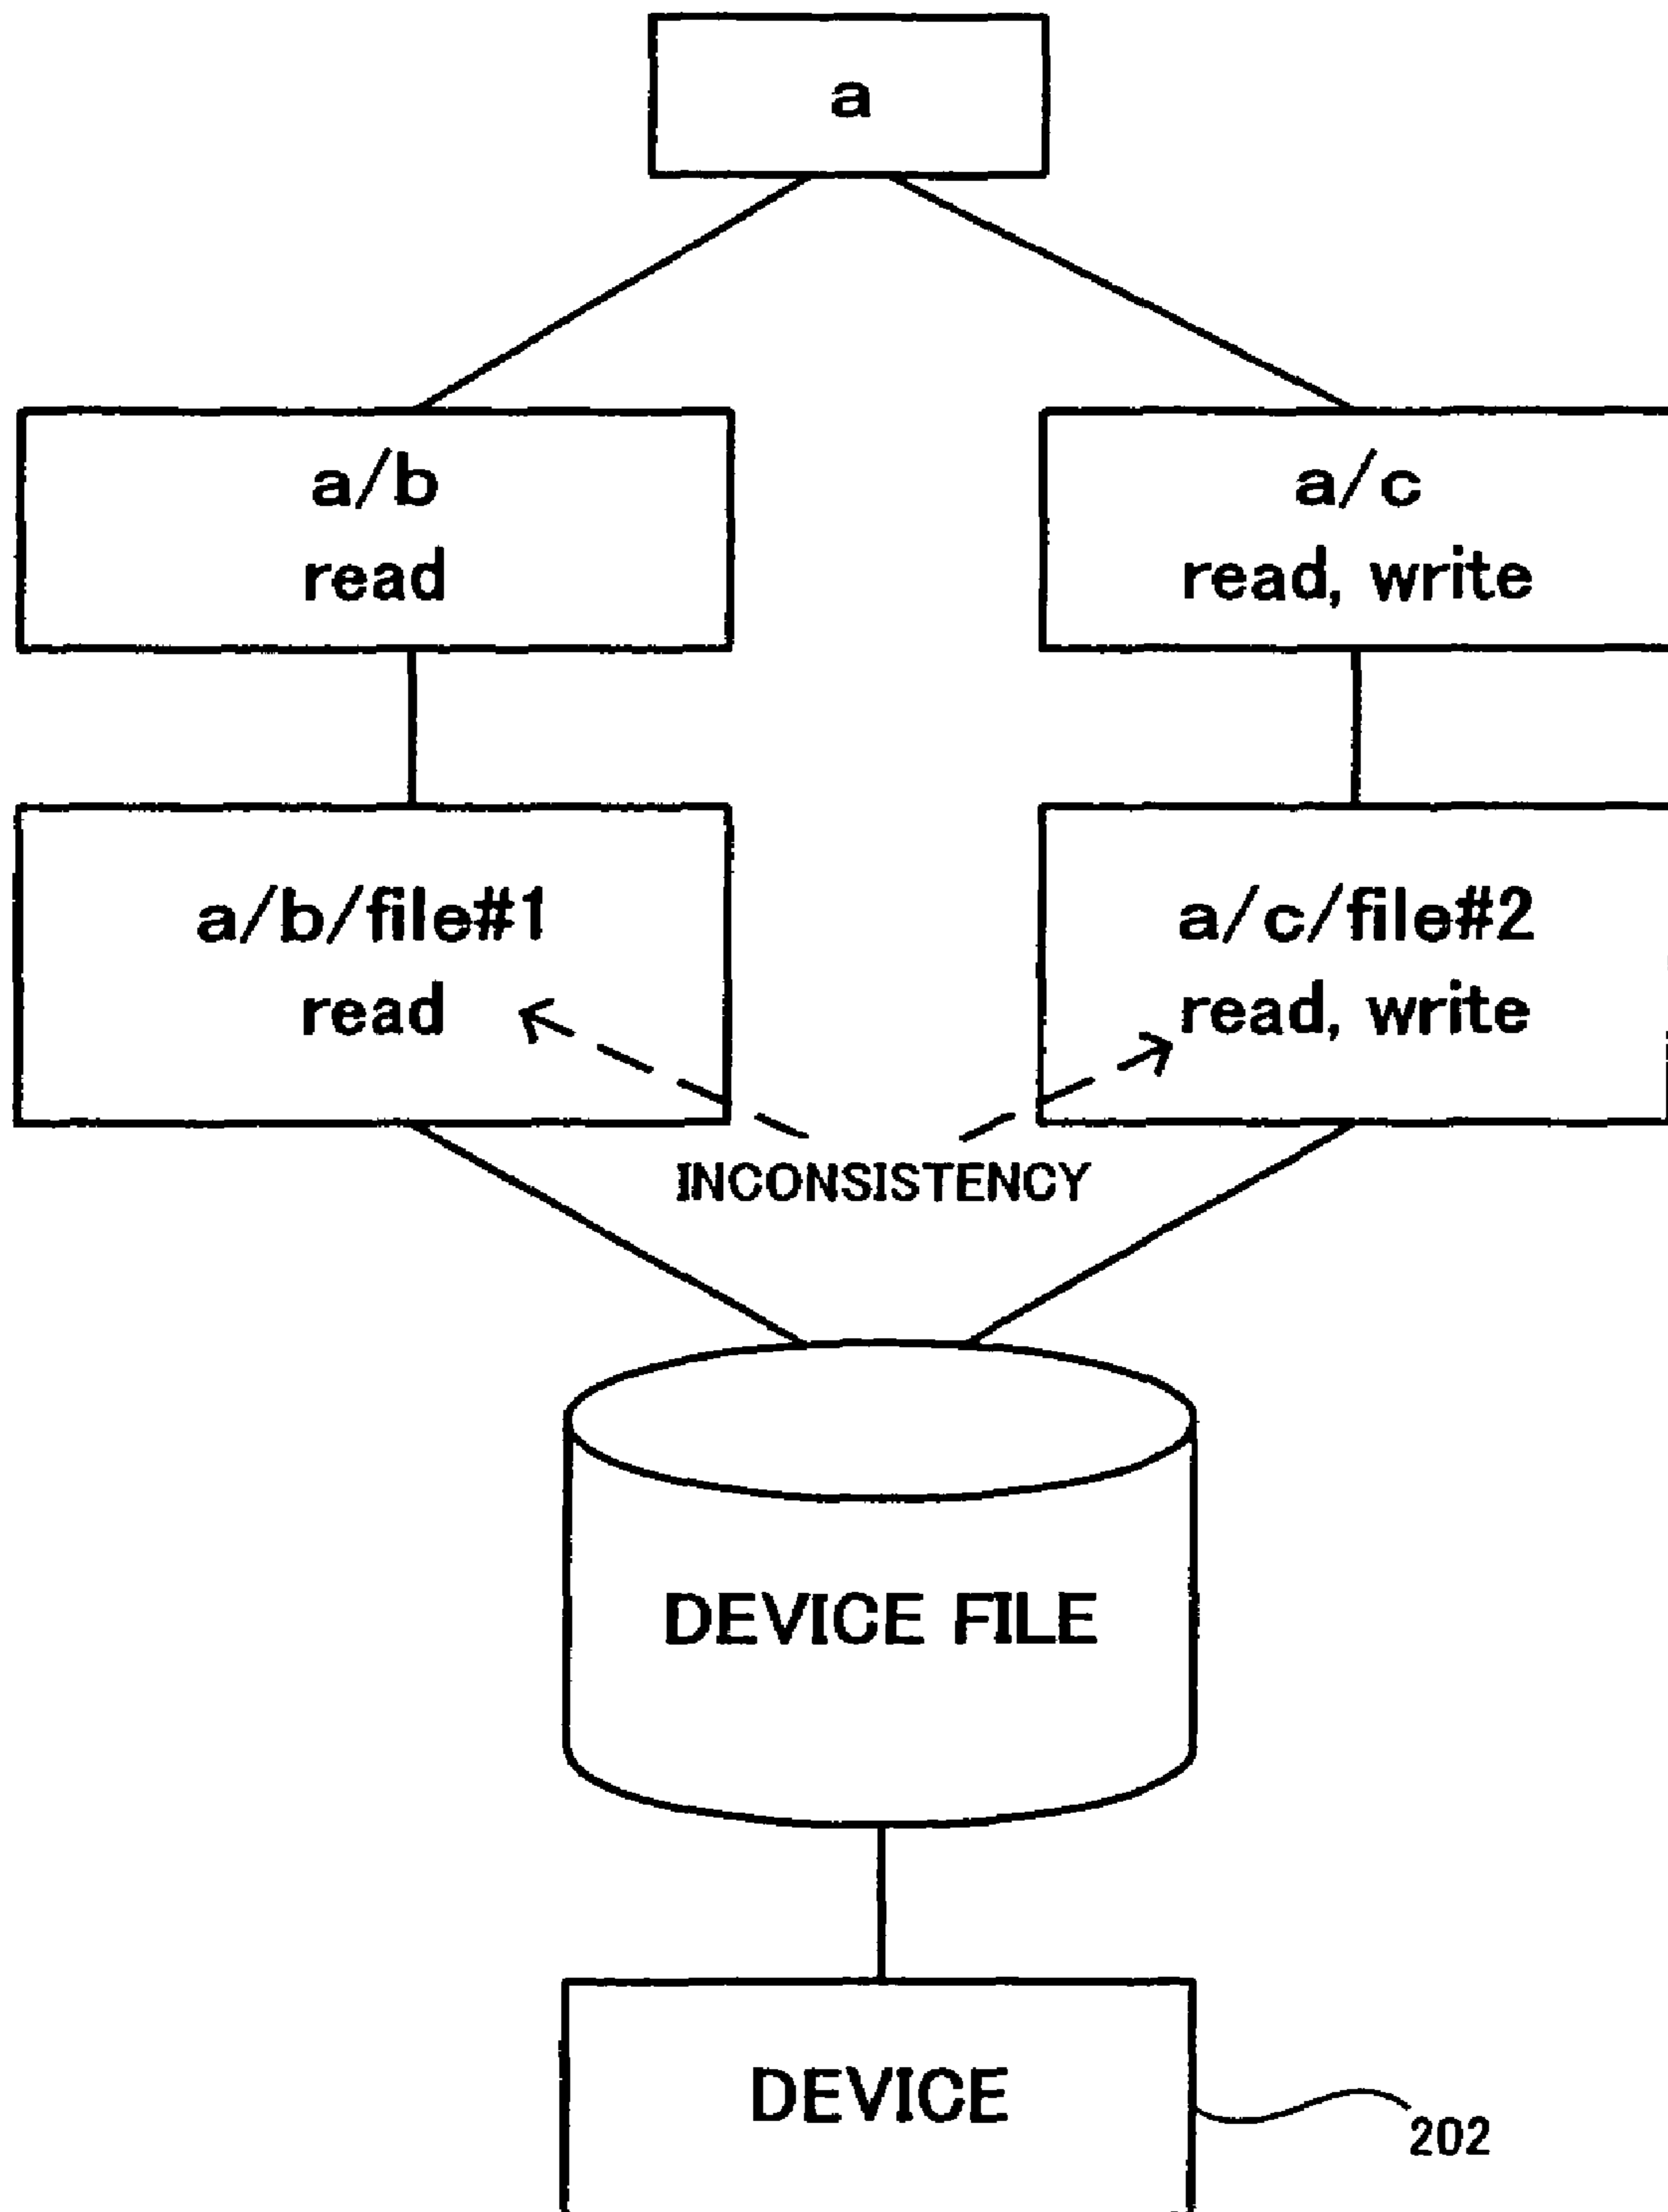 a
a/b
read
a/c
read, write
a/b/file#1
read
a/c/file#2
read, write
INCONSISTENCY
DEVICE FILE
DEVICE
202